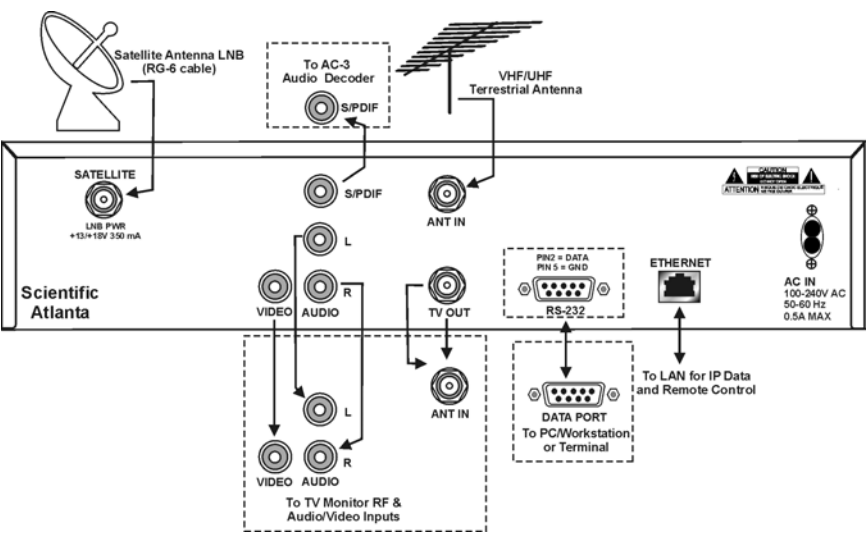 Satellite Antenna LNB
(RG-6 cable)
To AC-3
Audio Decoder
S/PDIF
VHF/UHF
Terrestrial Antenna
SATELLITE
LNB PWR
+13/+18V 350 mA
S/PDIF
L
R
VIDEO
AUDIO
ANT IN
TV OUT
PIN2 = DATA
PIN 5 = GND
RS-232
ETHERNET
CAUTION
ATTENTION
AC IN
100-240V AC
50-60 Hz
0.5A MAX
Scientific
Atlanta
L
R
VIDEO
AUDIO
ANT IN
To TV Monitor RF &
Audio/Video Inputs
DATA PORT
To PC/Workstation
or Terminal
To LAN for IP Data
and Remote Control